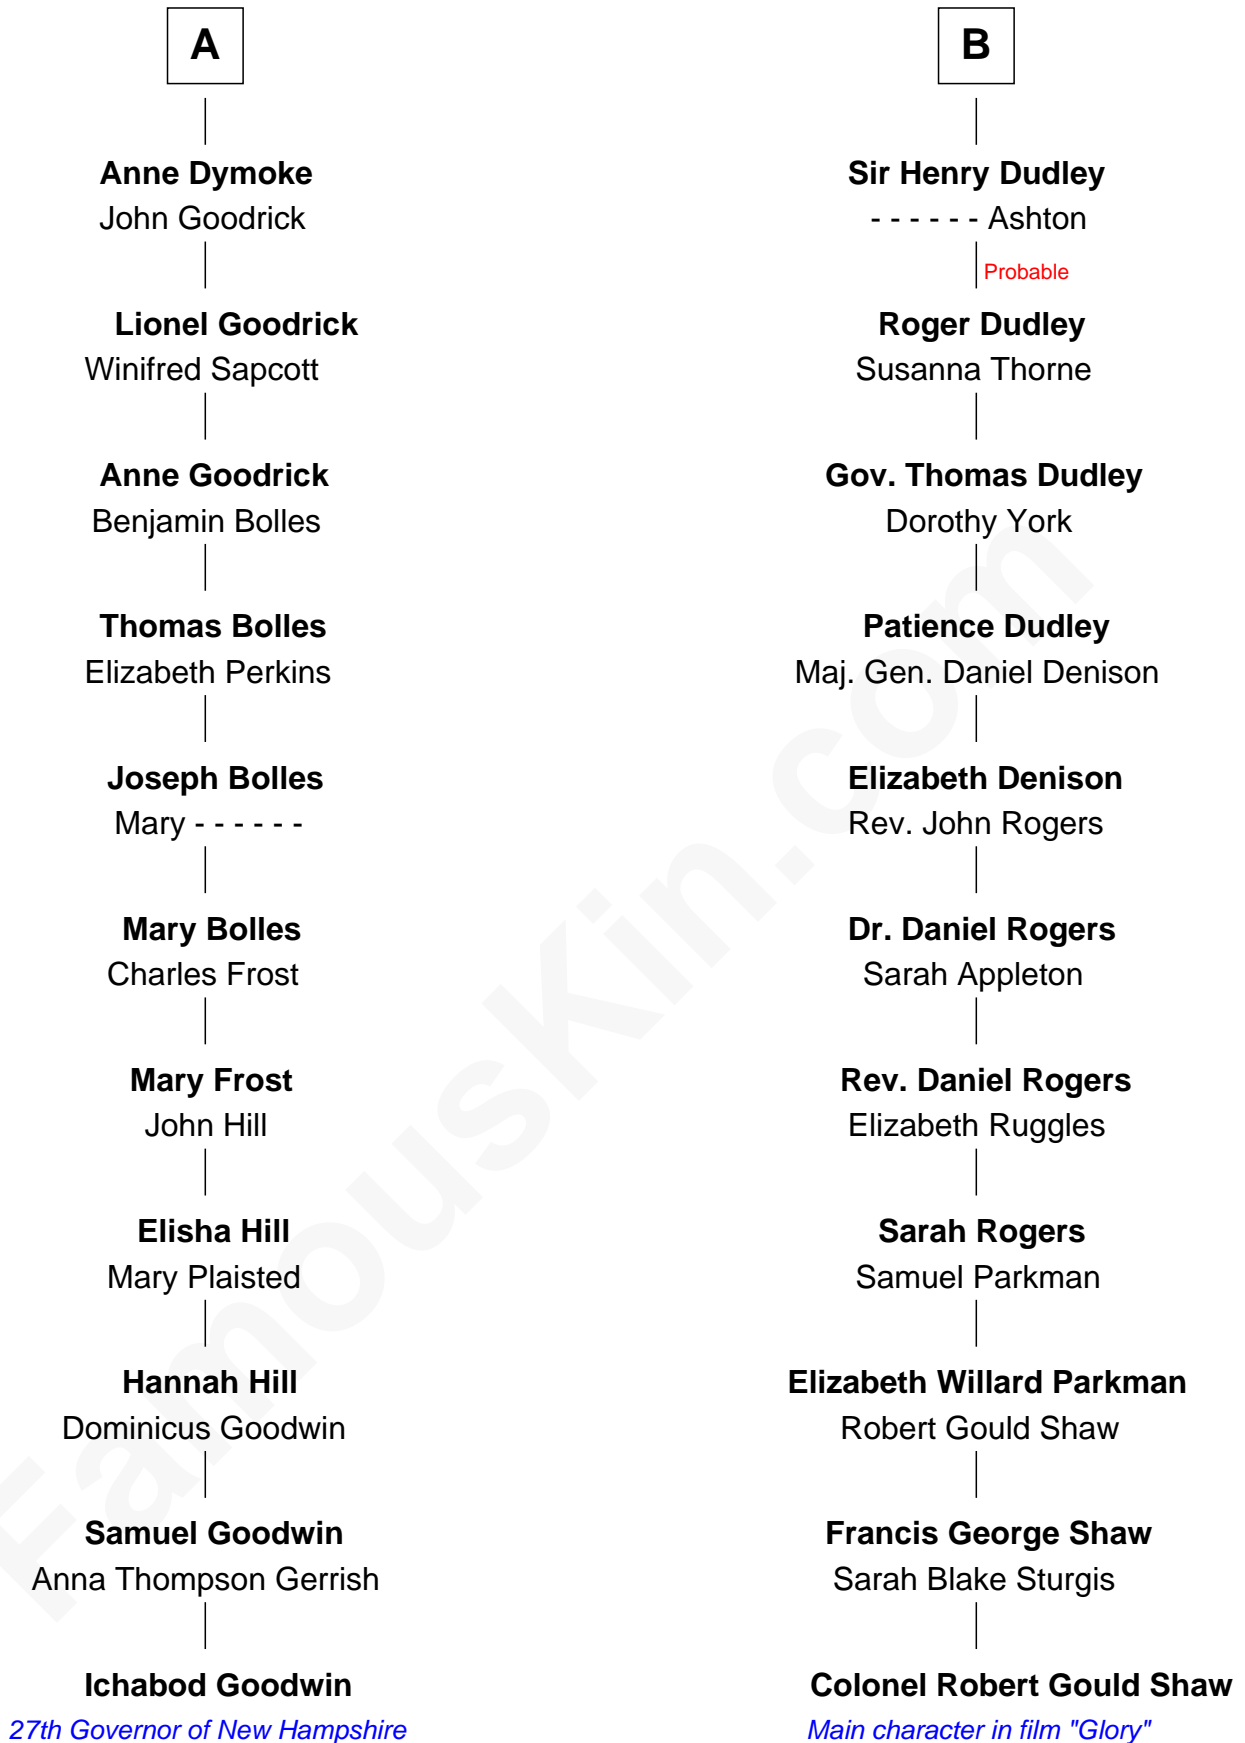 A
Anne Dymoke
John Goodrick
Lionel Goodrick
Winifred Sapcott
Anne Goodrick
Benjamin Bolles
Thomas Bolles
Elizabeth Perkins
Joseph Bolles
Mary - - - - - -
Mary Bolles
Charles Frost
Mary Frost
John Hill
Elisha Hill
Mary Plaisted
Hannah Hill
Dominicus Goodwin
Samuel Goodwin
Anna Thompson Gerrish
Ichabod Goodwin
27th Governor of New Hampshire
B
Sir Henry Dudley
- - - - - - Ashton
Probable
Roger Dudley
Susanna Thorne
Gov. Thomas Dudley
Dorothy York
Patience Dudley
Maj. Gen. Daniel Denison
Elizabeth Denison
Rev. John Rogers
Dr. Daniel Rogers
Sarah Appleton
Rev. Daniel Rogers
Elizabeth Ruggles
Sarah Rogers
Samuel Parkman
Elizabeth Willard Parkman
Robert Gould Shaw
Francis George Shaw
Sarah Blake Sturgis
Colonel Robert Gould Shaw
Main character in film "Glory"
FamousKin.com